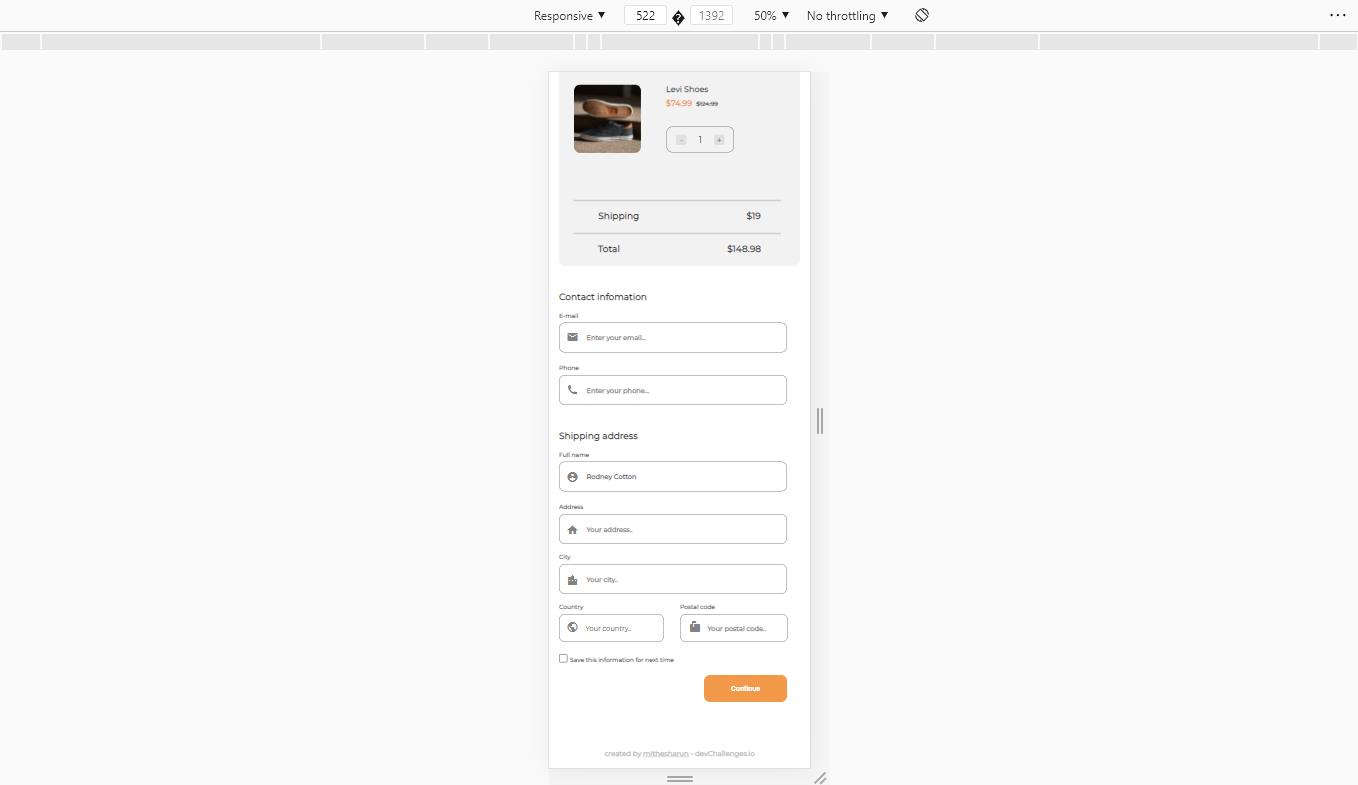 Responsive ▼ 522 � 1392 50% ▼ No throttling ▼ ...
Levi Shoes
$74.99 $124.99
- 1 +
Shipping $19
Total $148.98
Contact infomation
E-mail
Enter your email...
Phone
Enter your phone...
Shipping address
Full name
Rodney Cotton
Address
Your address..
City
Your city..
Country Postal code
Your country.. Your postal code..
Save this information for next time
Continue
created by mithesharun - devChallenges.io